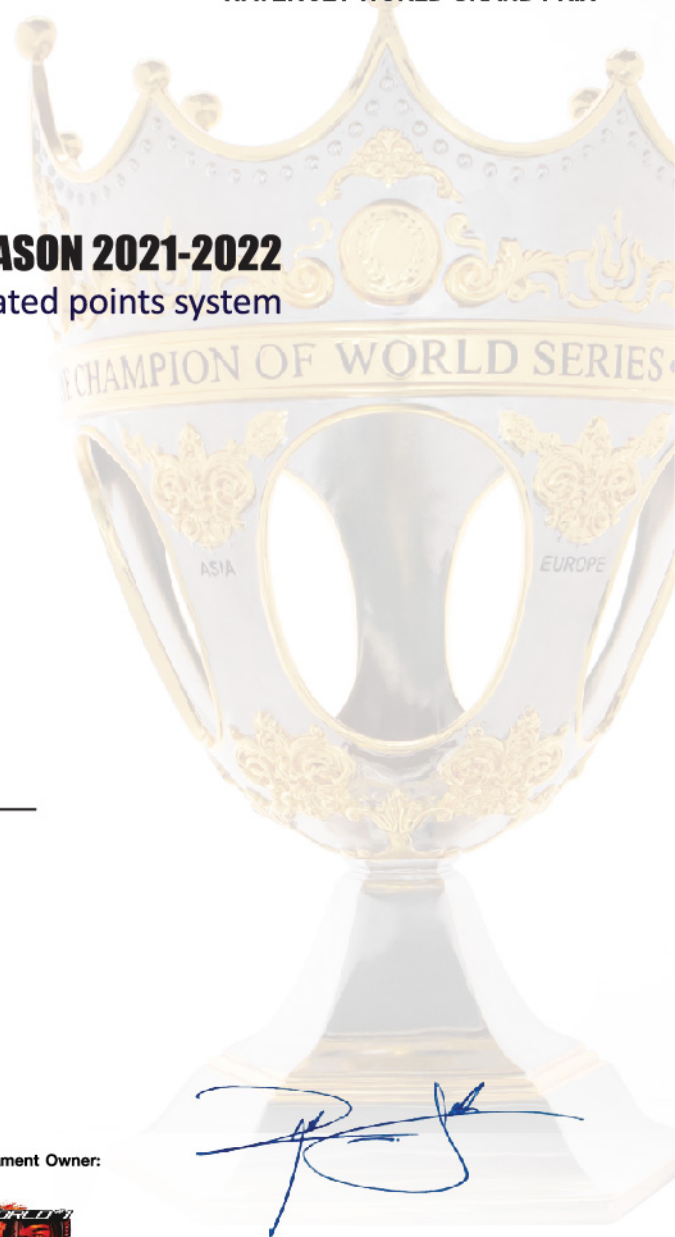 ASON 2021-2022
ated points system
E CHAMPION OF WORLD SERIES
ASIA
EUROPE
ment Owner: